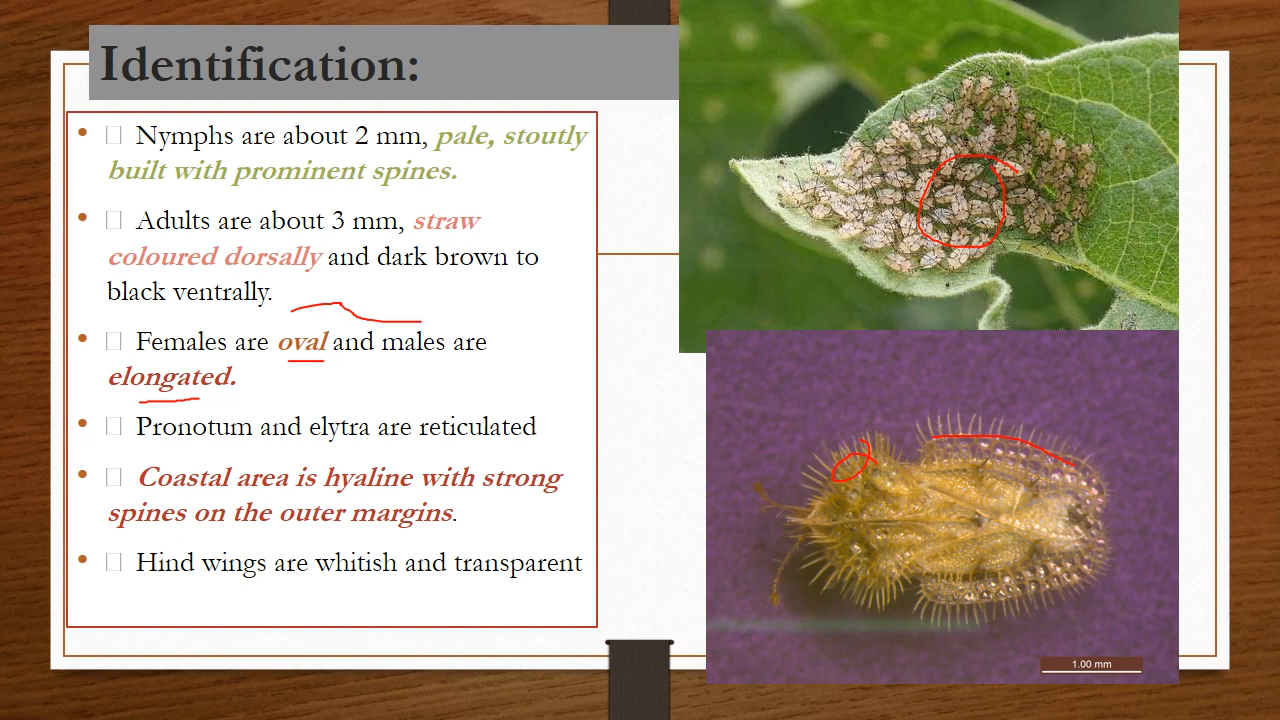 Identification:
• □ Nymphs are about 2 mm, pale, stoutly
built with prominent spines.
• □ Adults are about 3 mm, straw
coloured dorsally and dark brown to
black ventrally.
• □ Females are oval and males are
elongated.
• □ Pronotum and elytra are reticulated
• □ Coastal area is hyaline with strong
spines on the outer margins.
• □ Hind wings are whitish and transparent
1.00 mm